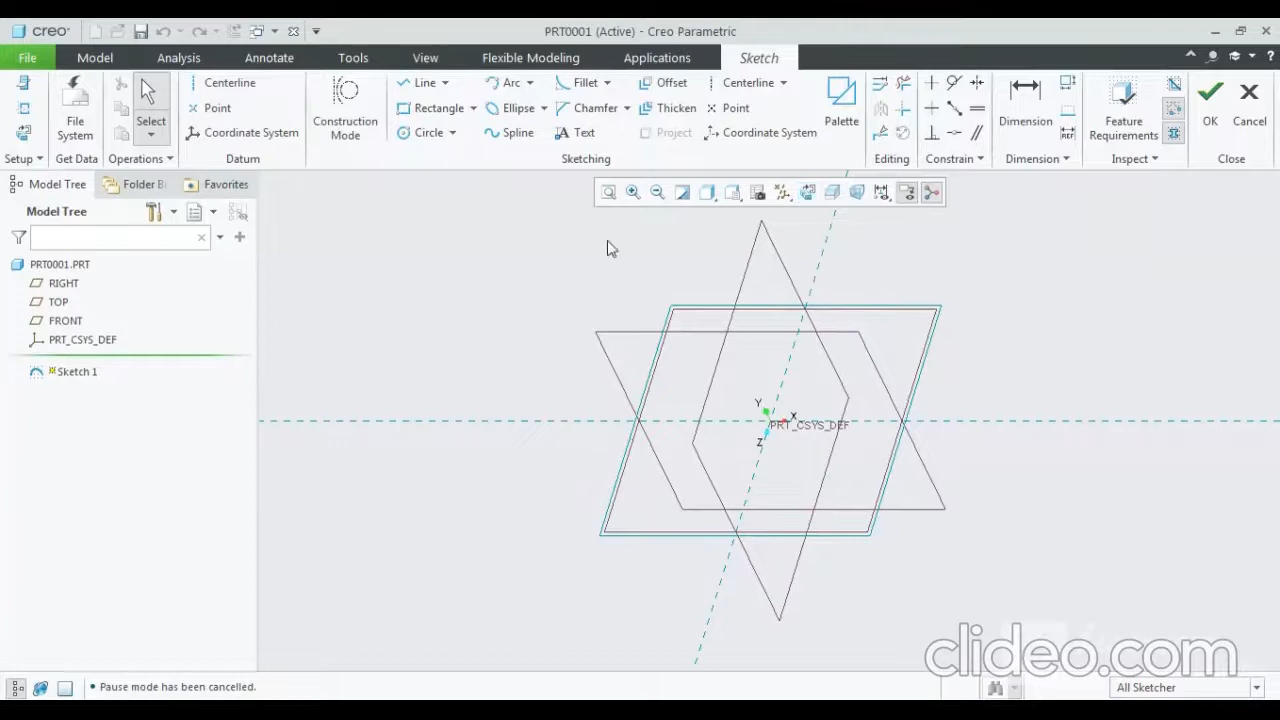 creo
PRT0001 (Active) - Creo Parametric
File Model Analysis Annotate Tools View Flexible Modeling Applications Sketch
Setup
File System
Get Data
Select
Operations
Centerline
Point
Coordinate System
Datum
Construction Mode
Line Arc Fillet Offset Centerline
Rectangle Ellipse Chamfer Thicken Point
Circle Spline Text Project Coordinate System
Palette
Sketching
Editing
Constrain
Dimension
Dimension
Feature Requirements
Inspect
OK
Cancel
Close
Model Tree Folder B Favorites
Model Tree
PRT0001.PRT
RIGHT
TOP
FRONT
PRT_CSYS_DEF
Sketch 1
Y
X
PRT_CSYS_DEF
Z
clideo.com
Pause mode has been cancelled.
All Sketcher